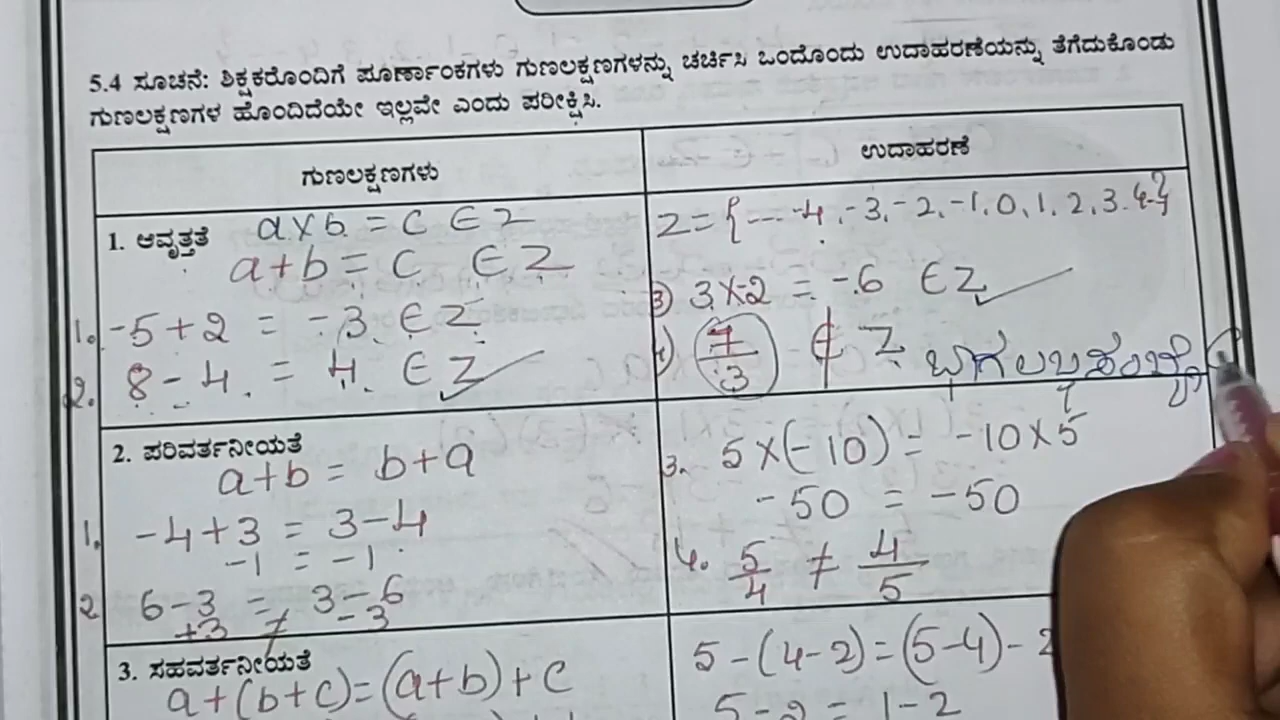 5.4 ಸೂಚನೆ: ಶಿಕ್ಷಕರೊಂದಿಗೆ ಪೂರ್ಣಾಂಕಗಳು ಗುಣಲಕ್ಷಣಗಳನ್ನು ಚರ್ಚಿಸಿ ಒಂದೊಂದು ಉದಾಹರಣೆಯನ್ನು ತೆಗೆದುಕೊಂಡು
ಗುಣಲಕ್ಷಣಗಳ ಹೊಂದಿದೆಯೇ ಇಲ್ಲವೇ ಎಂದು ಪರೀಕ್ಷಿಸಿ.
ಗುಣಲಕ್ಷಣಗಳು
ಉದಾಹರಣೆ
1. ಆವೃತ್ತತೆ a×b = c ∈ Z
a+b = c ∈ Z
1. -5+2 = -3 ∈ Z
2. 8-4 = 4 ∈ Z
Z = {--- 4, -3, -2, -1, 0, 1, 2, 3, 4-}
3) 3×-2 = -6 ∈ Z
7/3 ∉ Z
2. ಪರಿವರ್ತನೀಯತೆ
a+b = b+a
1. -4+3 = 3-4
-1 = -1
2 6-3 = 3-6
+3 ≠ -3
3. 5×(-10) = -10×5
-50 = -50
4. 5/4 ≠ 4/5
3. ಸಹವರ್ತನೀಯತೆ
a+(b+c)=(a+b)+c
5-(4-2)=(5-4)-2
5-2 = 1-2